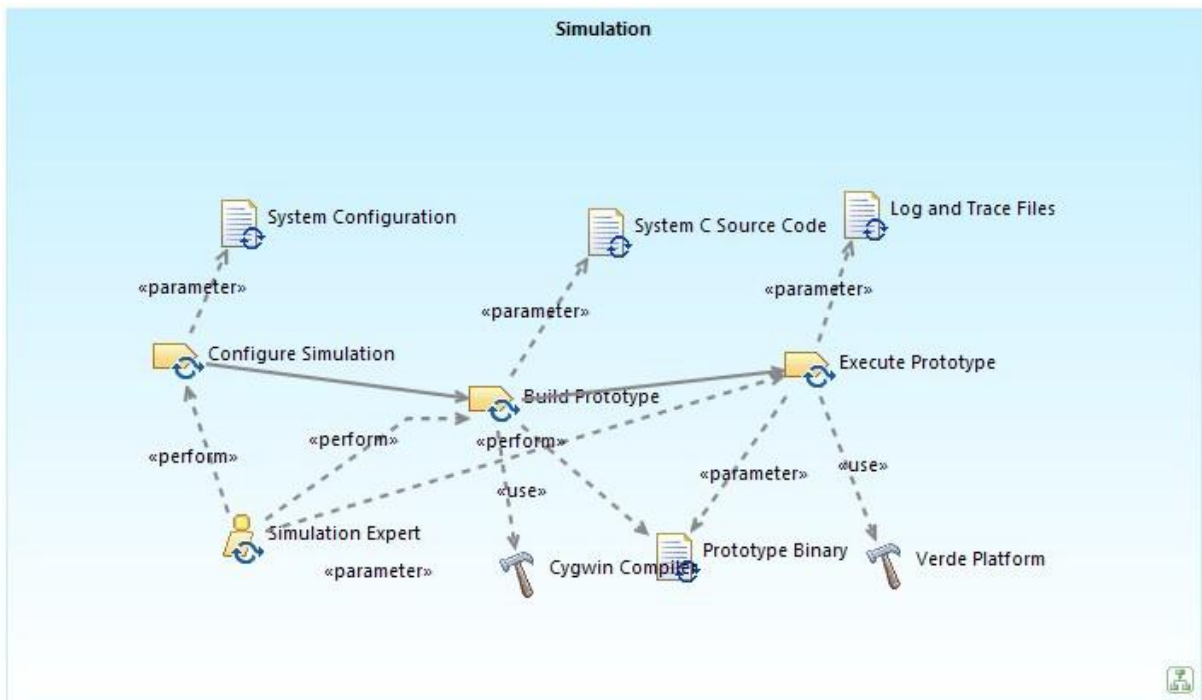 Simulation
System Configuration
System C Source Code
Log and Trace Files
«parameter»
«parameter»
«parameter»
Configure Simulation
Build Prototype
Execute Prototype
«perform»
«perform»
«perform»
«parameter»
«use»
«use»
Simulation Expert
«parameter»
Cygwin Compiler
Prototype Binary
Verde Platform